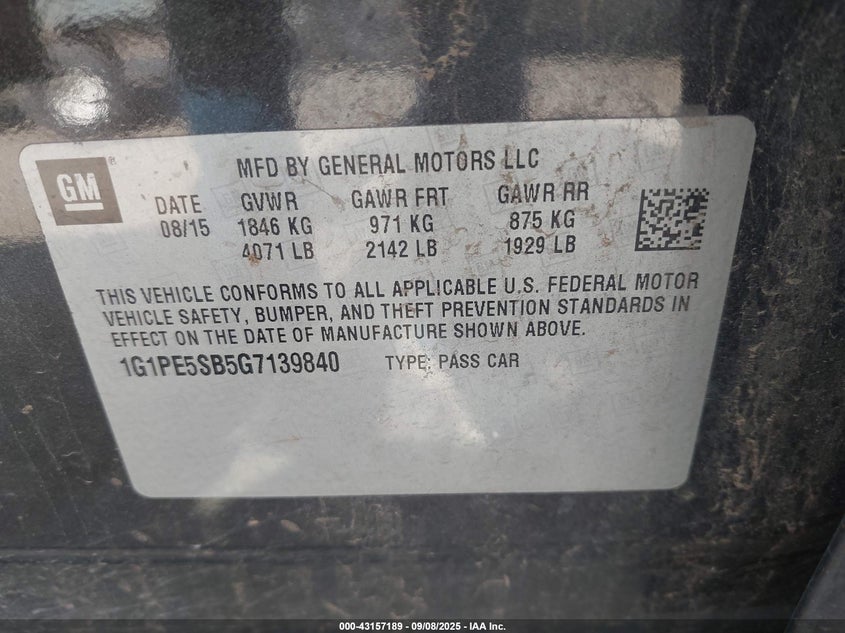 GM ®
MFD BY GENERAL MOTORS LLC
DATE GVWR GAWR FRT GAWR RR
08/15 1846 KG 971 KG 875 KG
4071 LB 2142 LB 1929 LB
THIS VEHICLE CONFORMS TO ALL APPLICABLE U.S. FEDERAL MOTOR
VEHICLE SAFETY, BUMPER, AND THEFT PREVENTION STANDARDS IN
EFFECT ON THE DATE OF MANUFACTURE SHOWN ABOVE.
1G1PE5SB5G7139840 TYPE: PASS CAR
000-43157189 - 09/08/2025 - IAA Inc.